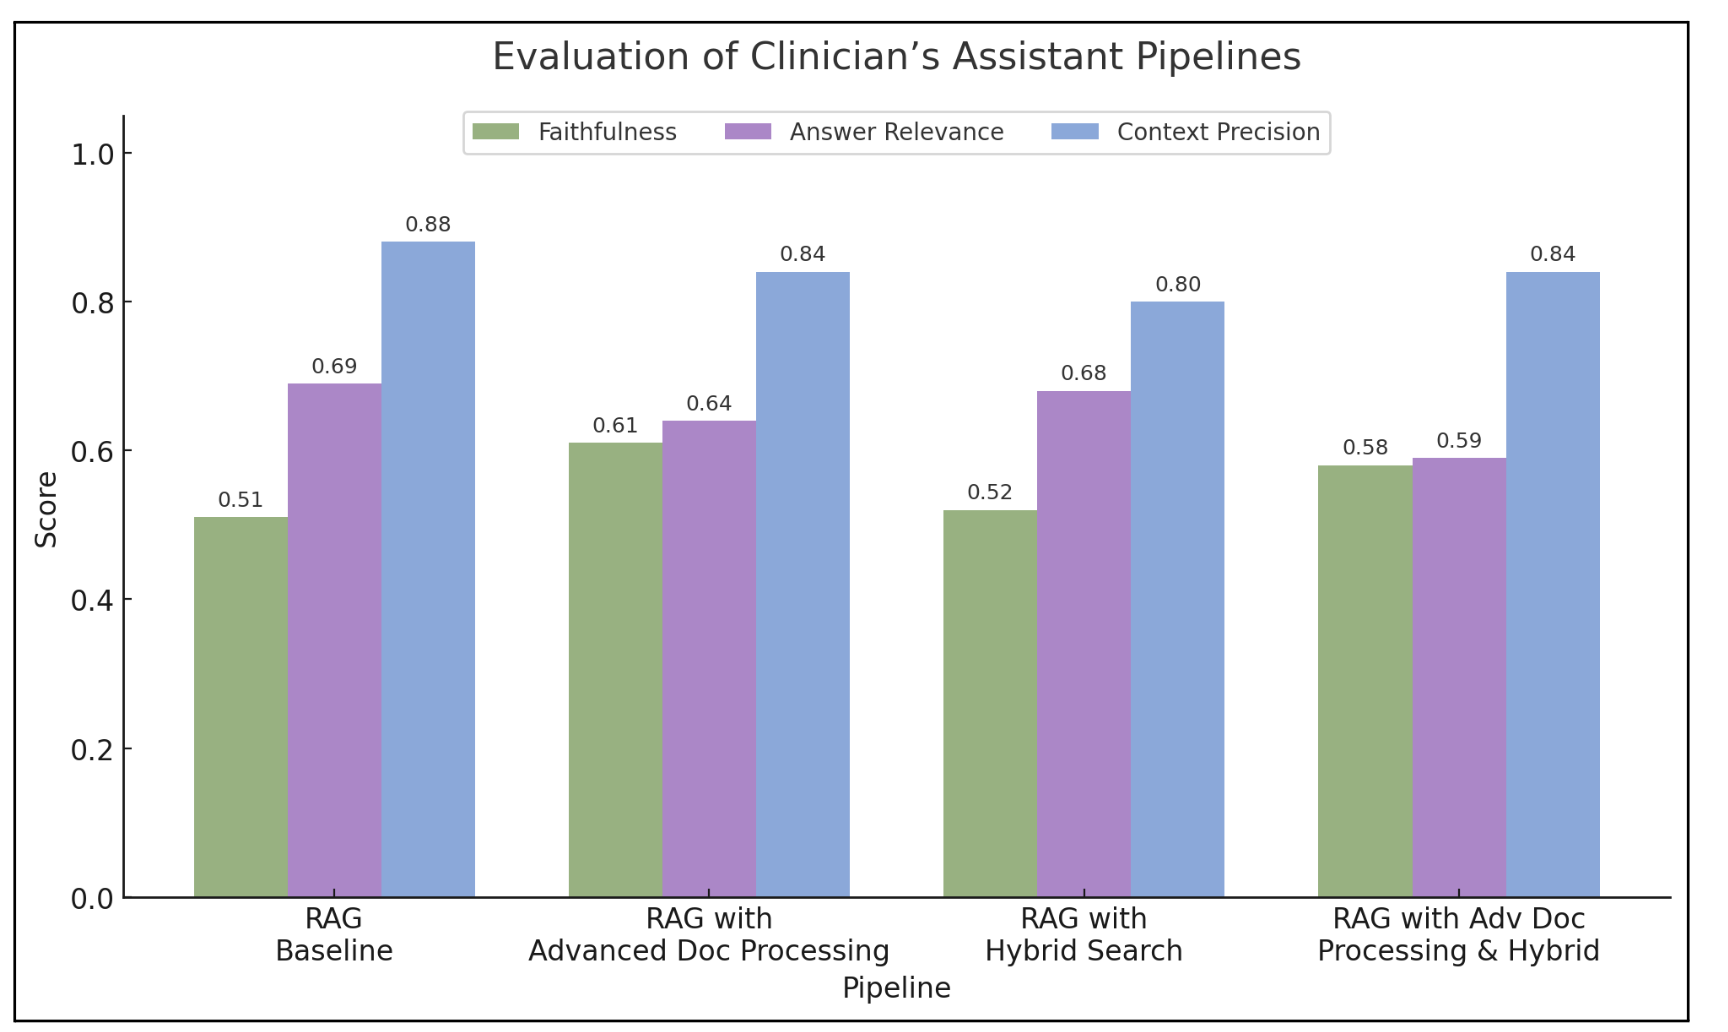 Evaluation of Clinician’s Assistant Pipelines
Faithfulness
Answer Relevance
Context Precision
1.0
0.8
0.6
0.4
0.2
0.0
Score
0.51
0.69
0.88
0.61
0.64
0.84
0.52
0.68
0.80
0.58
0.59
0.84
RAG
Baseline
RAG with
Advanced Doc Processing
RAG with
Hybrid Search
RAG with Adv Doc
Processing & Hybrid
Pipeline